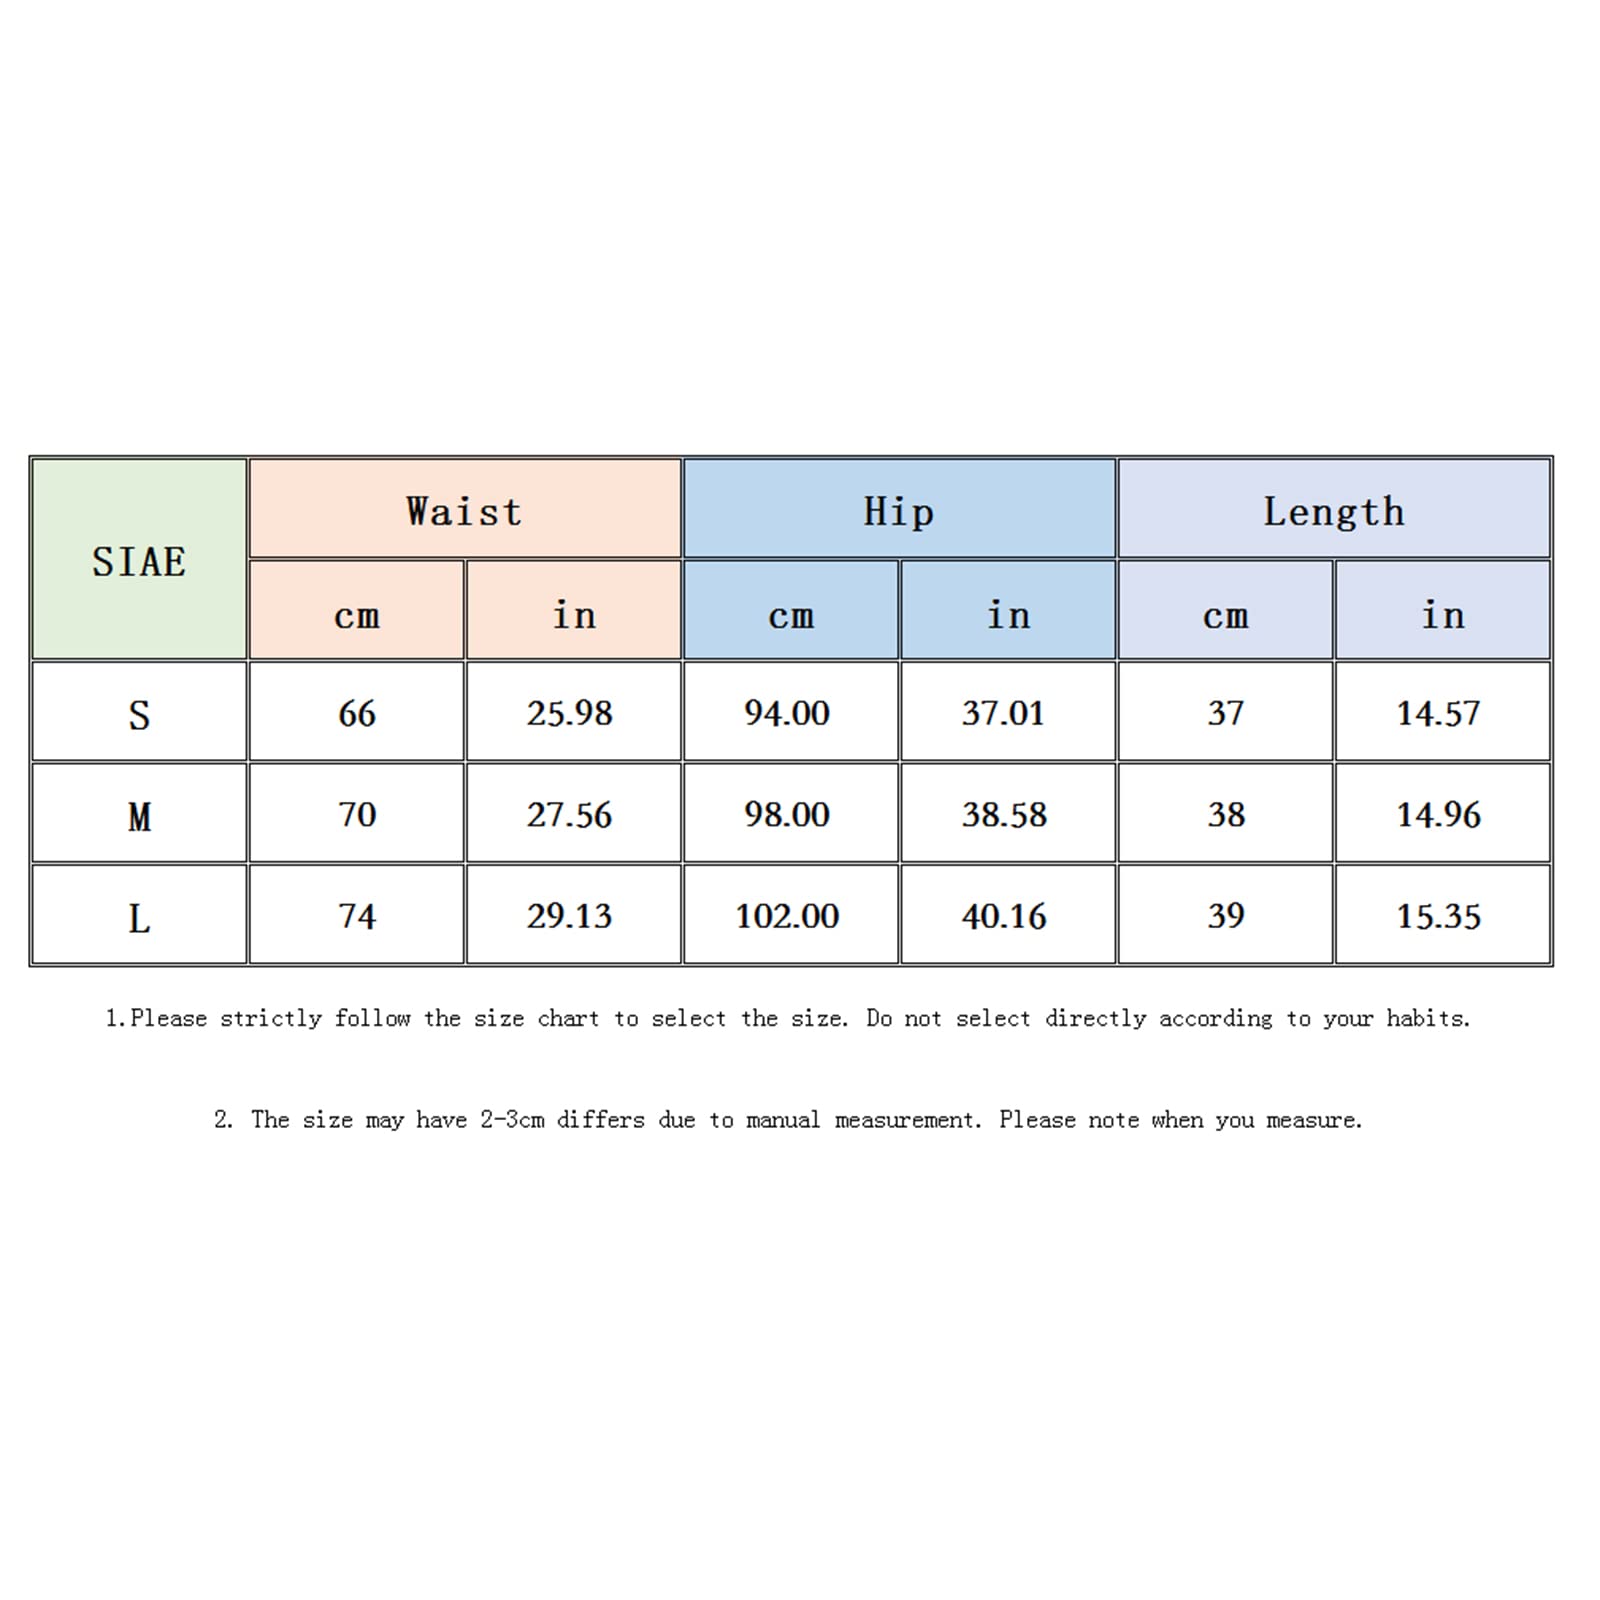 SIAE Waist Hip Length
cm in cm in cm in
S 66 25.98 94.00 37.01 37 14.57
M 70 27.56 98.00 38.58 38 14.96
L 74 29.13 102.00 40.16 39 15.35
1.Please strictly follow the size chart to select the size. Do not select directly according to your habits.
2. The size may have 2-3cm differs due to manual measurement. Please note when you measure.